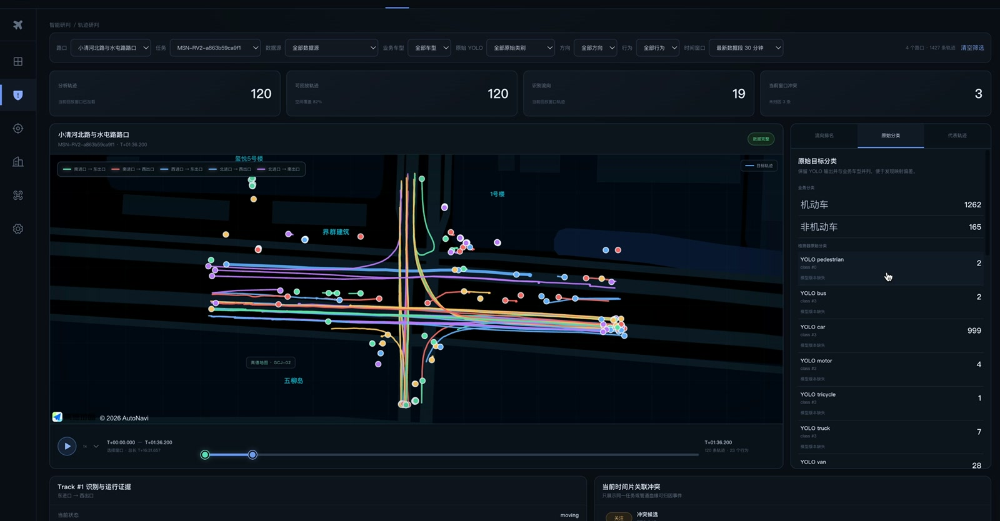 智能研判 / 轨迹研判
路口 小清河北路与水屯路路口 任务 MSN-RV2-a863b59ca9f1 数据源 全部数据源 业务车型 全部车型 原始 YOLO 全部原始类别 方向 全部方向 行为 全部行为 时间窗口 最新数据段 30 分钟 4 个路口 · 1427 条轨迹 清空筛选
分析轨迹
120
当前回放窗口已加载
可回放轨迹
120
空间覆盖 82%
识别流向
19
当前回放窗口轨迹
当前窗口冲突
3
未归因 3 条
小清河北路与水屯路路口
MSN-RV2-a863b59ca9f1 · T+01:36.200
数据完整
玺悦5号楼
南进口 → 东出口 南进口 → 西出口 西进口 → 东出口 北进口 → 西出口 北进口 → 南出口
目标轨迹
1号楼
界群建筑
高德地图 · GCJ-02
五柳岛
© 2026 AutoNavi
1x
T+00:00.000 — T+01:36.200
选择窗口 · 总长 T+16:31.657
T+01:36.200
120 条轨迹 · 23 个行为
流向排名 原始分类 代表轨迹
原始目标分类
保留 YOLO 输出并与业务车型并列，便于发现映射偏差。
业务分类
机动车 1262
非机动车 165
检测器原始分类
YOLO pedestrian 2
class #0
模型版本缺失
YOLO bus 2
class #3
模型版本缺失
YOLO car 999
class #3
模型版本缺失
YOLO motor 4
class #3
模型版本缺失
YOLO tricycle 1
class #3
模型版本缺失
YOLO truck 7
class #3
模型版本缺失
YOLO van 28
Track #1 识别与运行证据
东进口 → 西出口
当前状态 moving
当前时间片关联冲突
只展示同一任务或管道血缘可归因事件
关注 冲突候选